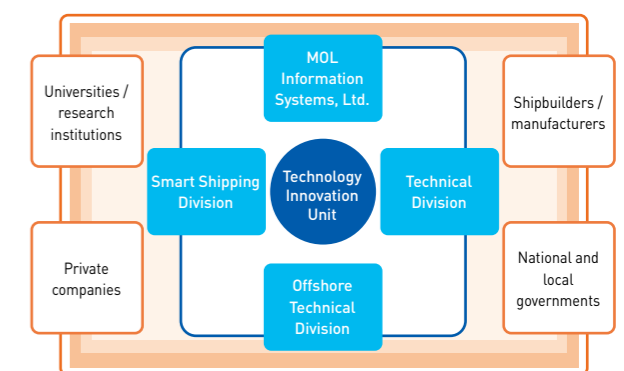 MOL
Information
Systems, Ltd.
Universities /
research
institutions
Shipbuilders /
manufacturers
Smart Shipping
Division
Technology
Innovation
Unit
Technical
Division
Private
companies
Offshore
Technical
Division
National and
local
governments